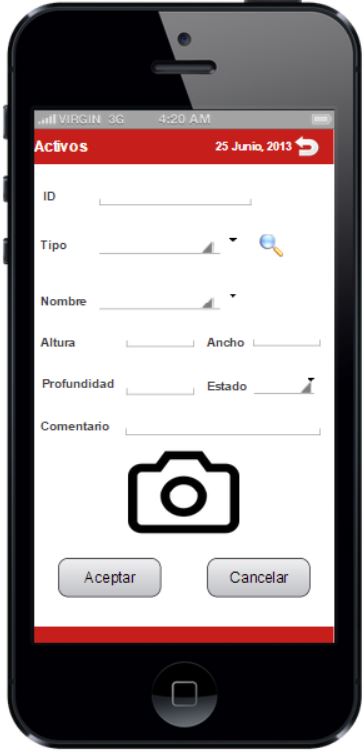 VIRGIN 3G 4:20 AM
Activos 25 Junio, 2013
ID
Tipo
Nombre
Altura Ancho
Profundidad Estado
Comentario
Aceptar Cancelar